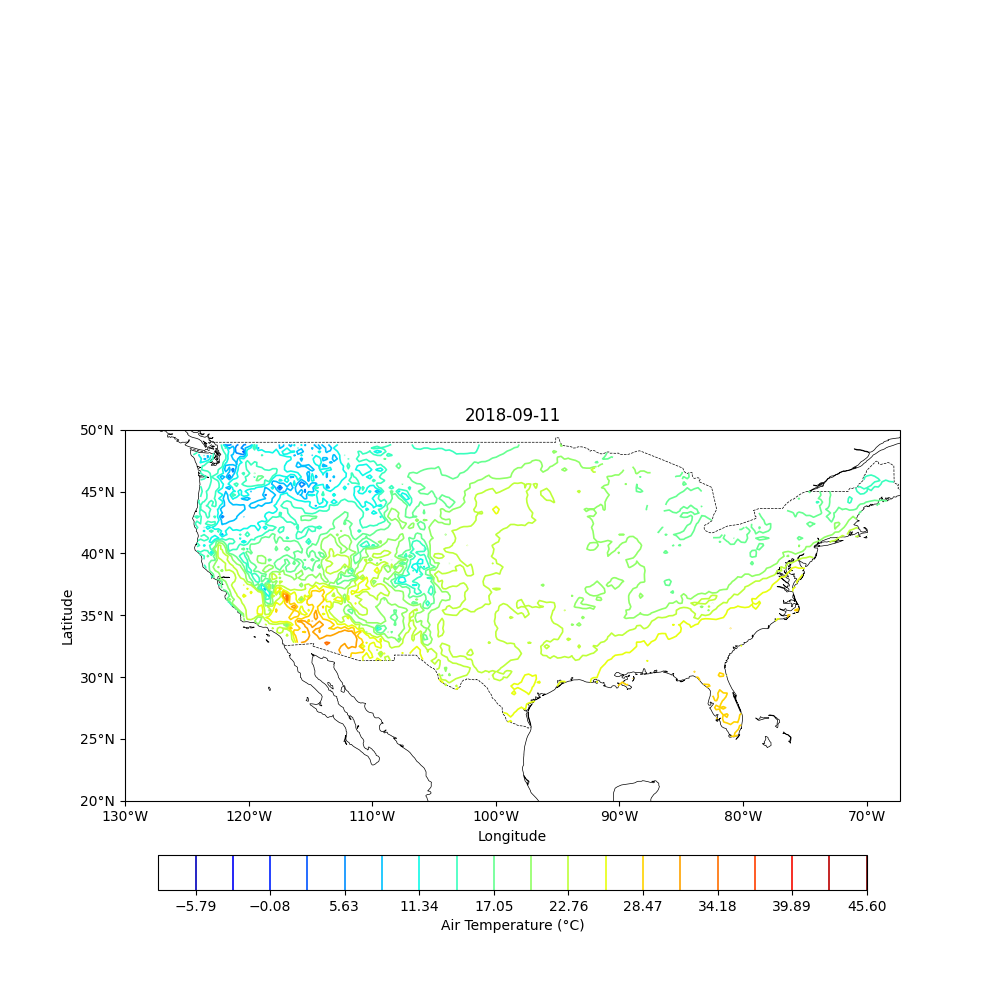 2018-09-11
50°N
45°N
40°N
35°N
30°N
25°N
20°N
Latitude
130°W 120°W 110°W 100°W 90°W 80°W 70°W
Longitude
−5.79 −0.08 5.63 11.34 17.05 22.76 28.47 34.18 39.89 45.60
Air Temperature (°C)